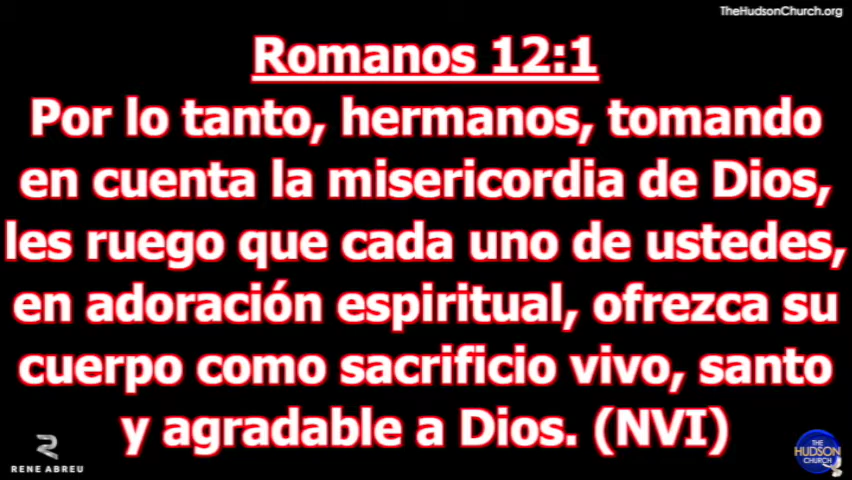 TheHudsonChurch.org
Romanos 12:1
Por lo tanto, hermanos, tomando
en cuenta la misericordia de Dios,
les ruego que cada uno de ustedes,
en adoración espiritual, ofrezca su
cuerpo como sacrificio vivo, santo
y agradable a Dios. (NVI)
RENE ABREU
THE
HUDSON
CHURCH